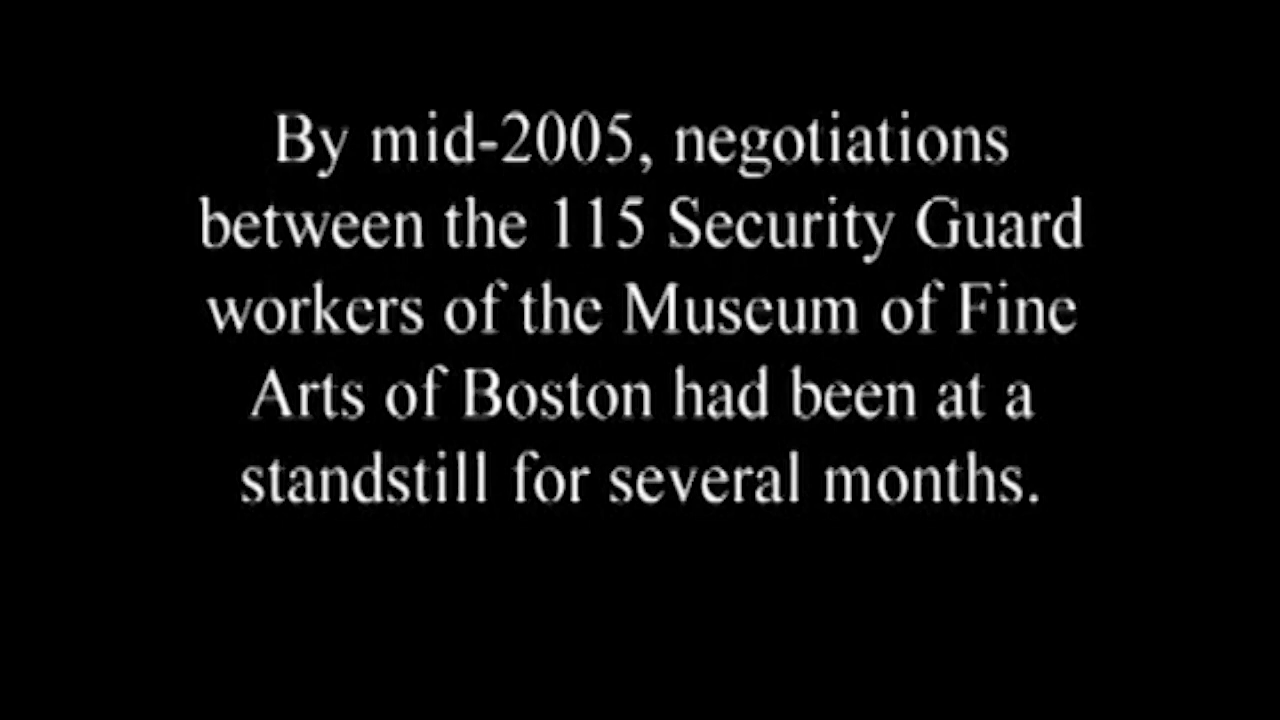 By mid-2005, negotiations
between the 115 Security Guard
workers of the Museum of Fine
Arts of Boston had been at a
standstill for several months.